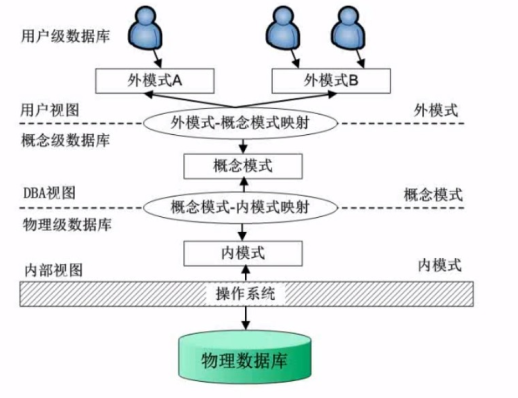 用户级数据库
外模式A
外模式B
用户视图
外模式-概念模式映射
外模式
概念级数据库
概念模式
DBA视图
概念模式-内模式映射
概念模式
物理级数据库
内模式
内部视图
内模式
操作系统
物理数据库